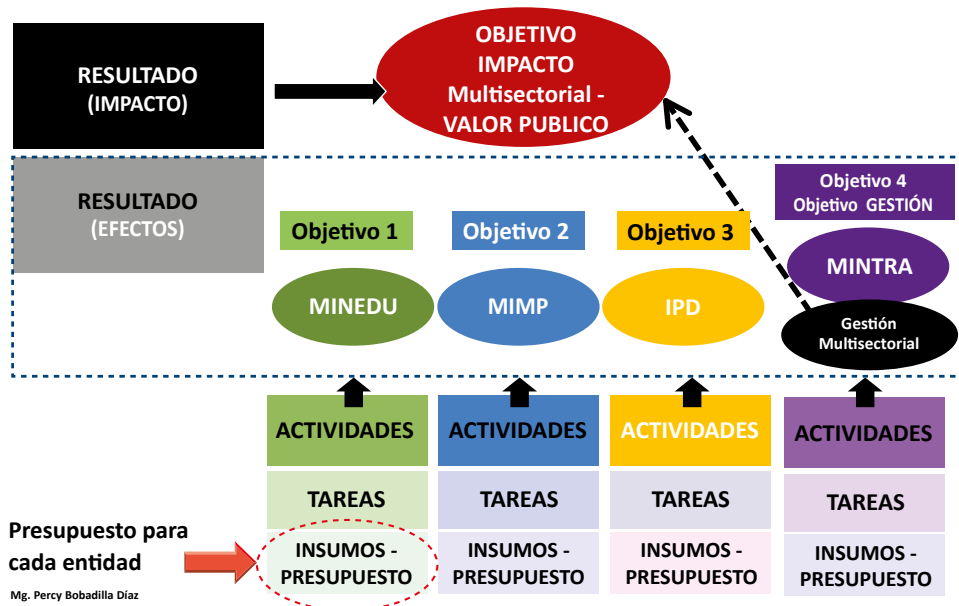 RESULTADO
(IMPACTO)
OBJETIVO
IMPACTO
Multisectorial -
VALOR PUBLICO
RESULTADO
(EFECTOS)
Objetivo 1
Objetivo 2
Objetivo 3
Objetivo 4
Objetivo GESTIÓN
MINEDU
MIMP
IPD
MINTRA
Gestión
Multisectorial
ACTIVIDADES
ACTIVIDADES
ACTIVIDADES
ACTIVIDADES
TAREAS
TAREAS
TAREAS
TAREAS
Presupuesto para
cada entidad
INSUMOS -
PRESUPUESTO
INSUMOS -
PRESUPUESTO
INSUMOS -
PRESUPUESTO
INSUMOS -
PRESUPUESTO
Mg. Percy Bobadilla Díaz